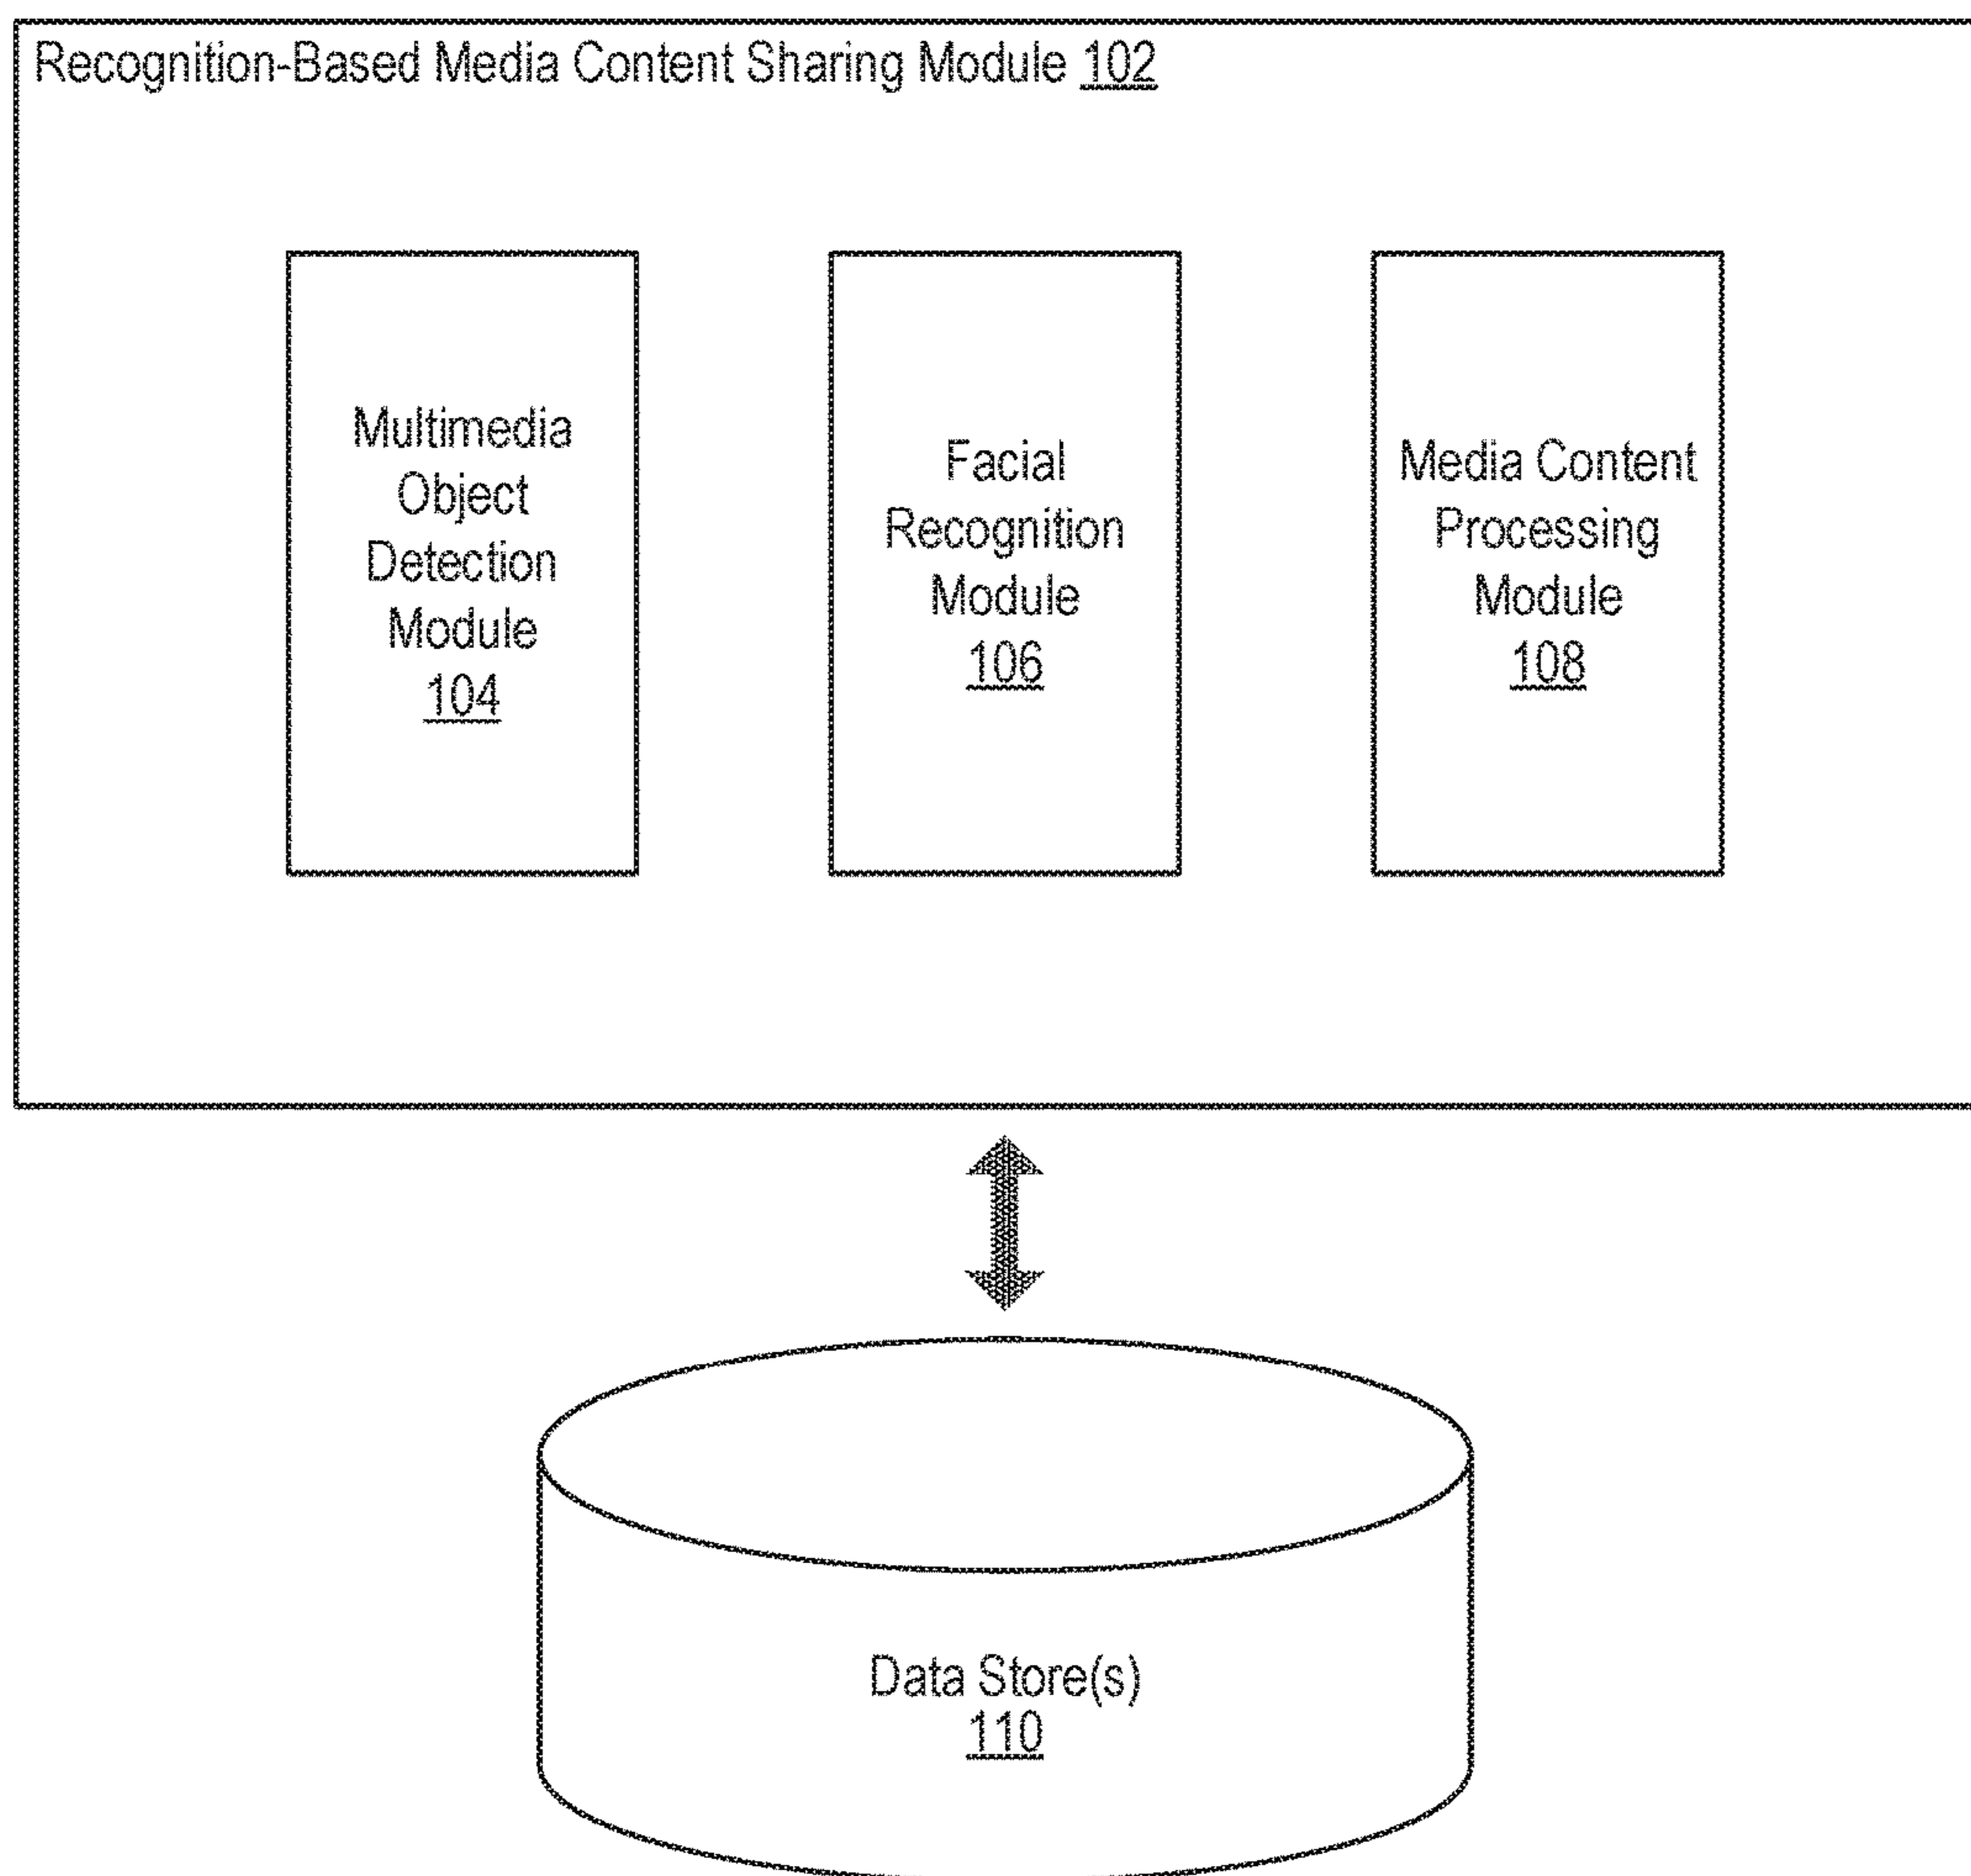 Recognition-Based Media Content Sharing Module 102
Multimedia
Object
Detection
Module
104
Facial
Recognition
Module
106
Media Content
Processing
Module
108
Data Store(s)
110